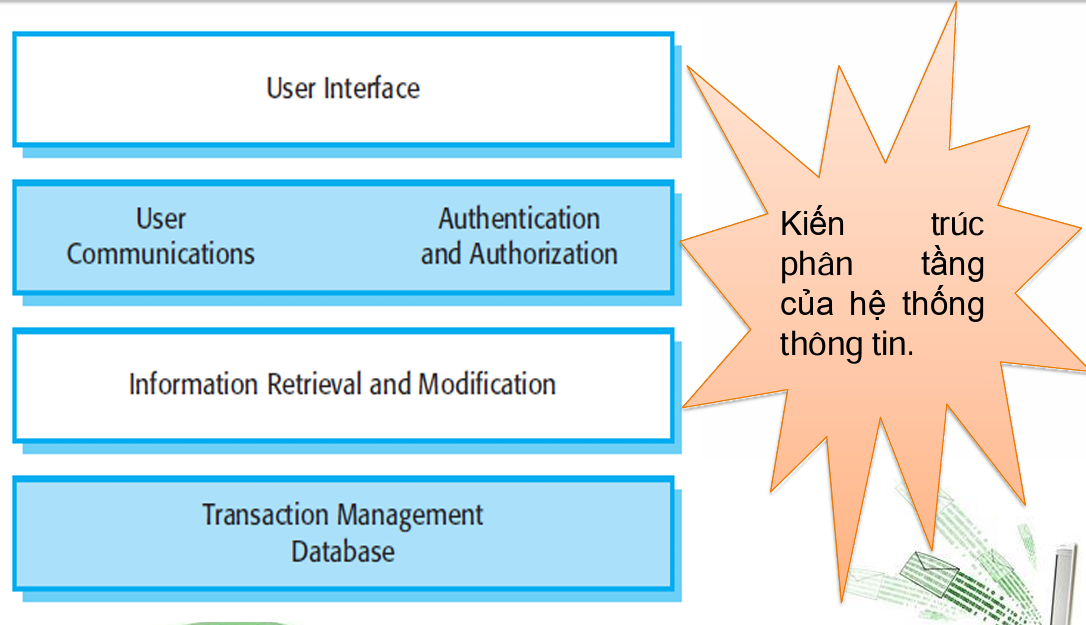 User Interface
User
Communications
Authentication
and Authorization
Information Retrieval and Modification
Transaction Management
Database
Kiến trúc
phân tầng
của hệ thống
thông tin.